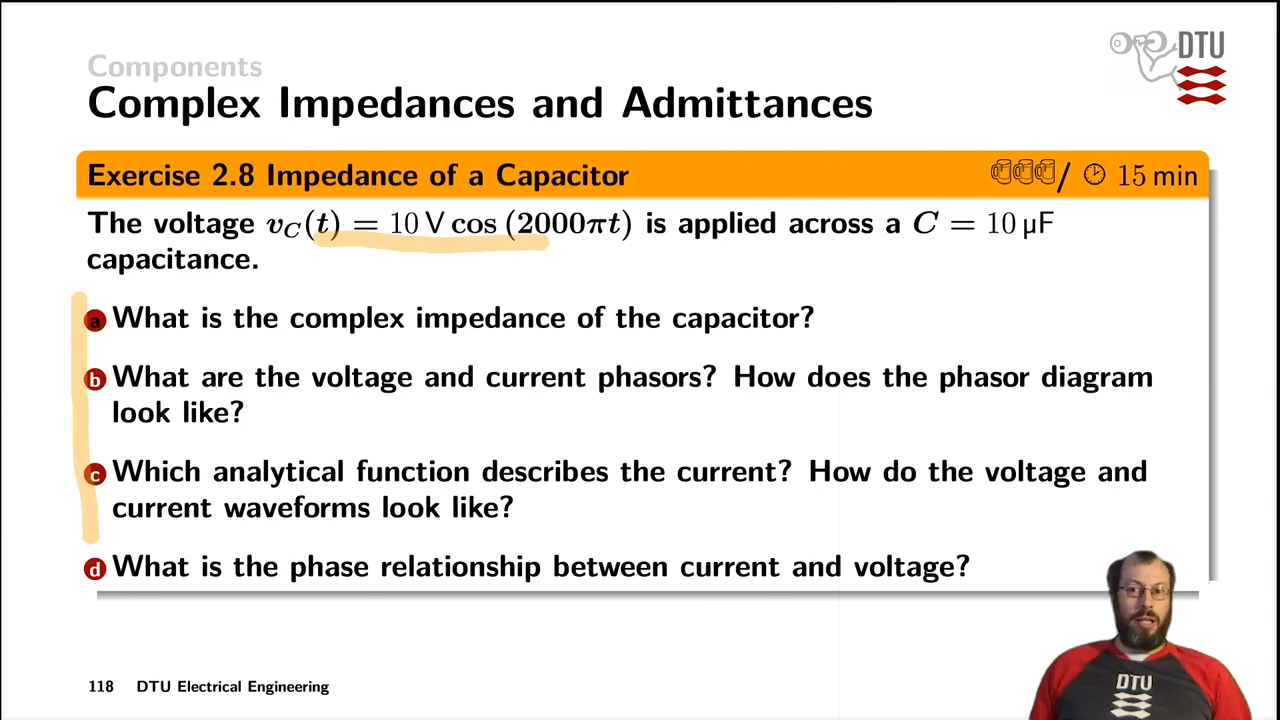 Components
Complex Impedances and Admittances
DTU
Exercise 2.8 Impedance of a Capacitor
/ 15 min
The voltage v_C(t) = 10 V cos (2000πt) is applied across a C = 10 µF
capacitance.
a What is the complex impedance of the capacitor?
b What are the voltage and current phasors? How does the phasor diagram
look like?
c Which analytical function describes the current? How do the voltage and
current waveforms look like?
d What is the phase relationship between current and voltage?
DTU
118 DTU Electrical Engineering